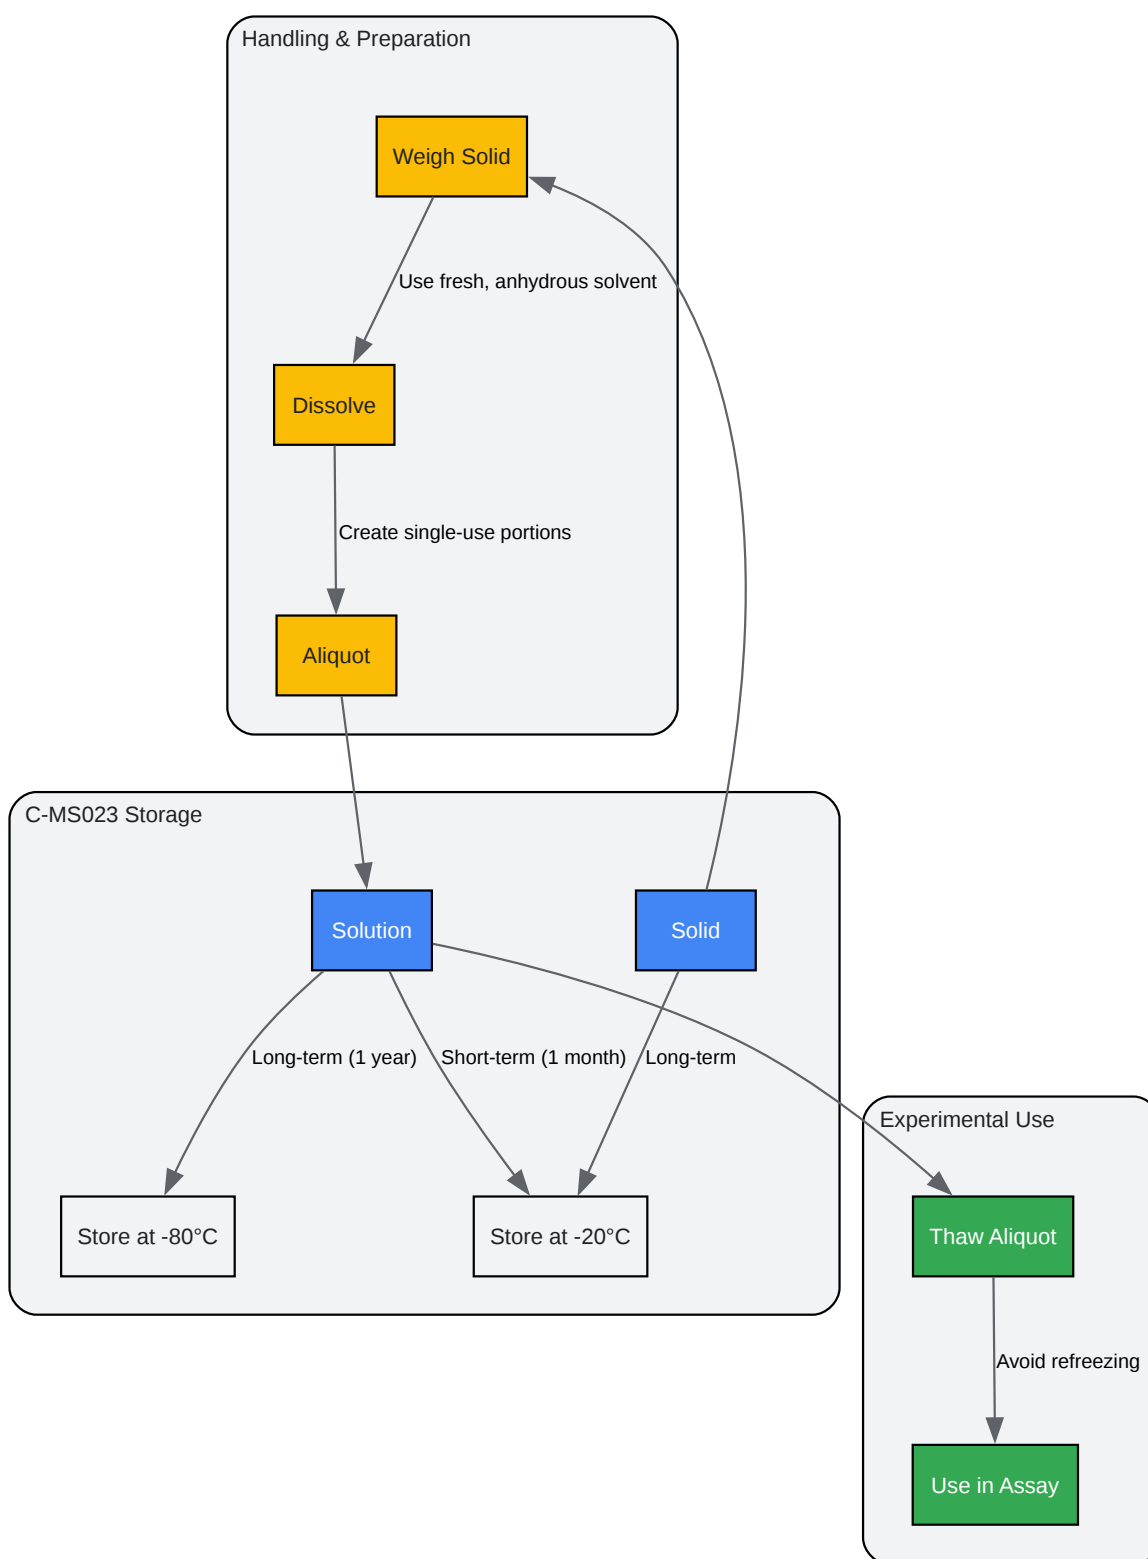 Handling & Preparation
Weigh Solid
Use fresh, anhydrous solvent
Dissolve
Create single-use portions
Aliquot
C-MS023 Storage
Solution
Solid
Long-term (1 year)
Short-term (1 month)
Long-term
Store at -80°C
Store at -20°C
Experimental Use
Thaw Aliquot
Avoid refreezing
Use in Assay